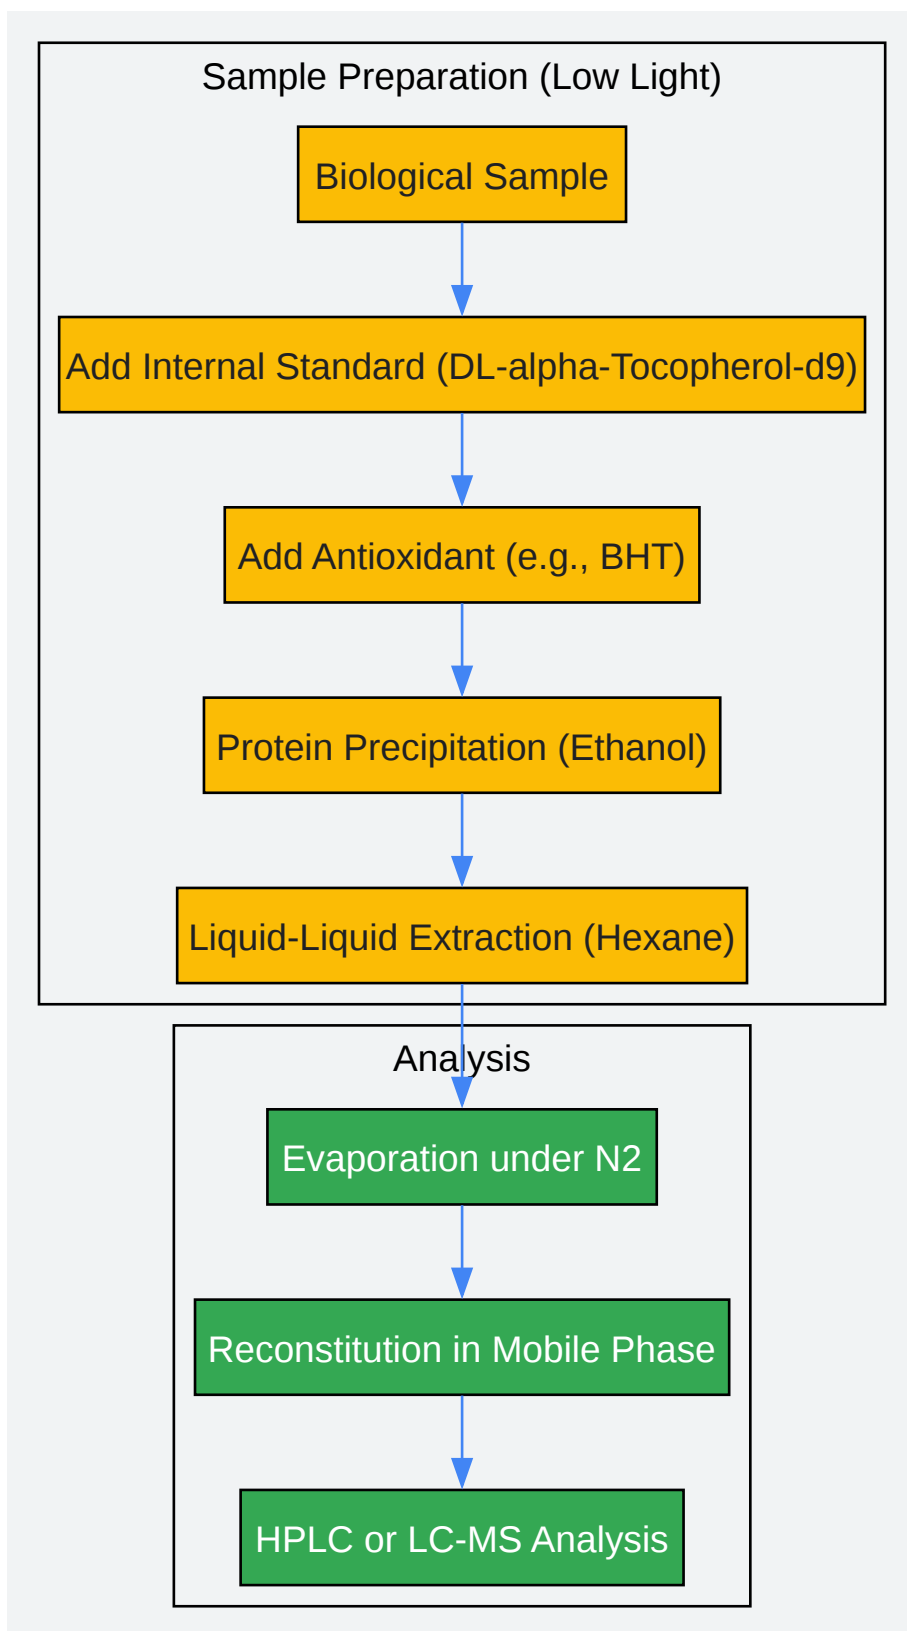 Sample Preparation (Low Light)
Biological Sample
Add Internal Standard (DL-alpha-Tocopherol-d9)
Add Antioxidant (e.g., BHT)
Protein Precipitation (Ethanol)
Liquid-Liquid Extraction (Hexane)
Analysis
Evaporation under N2
Reconstitution in Mobile Phase
HPLC or LC-MS Analysis